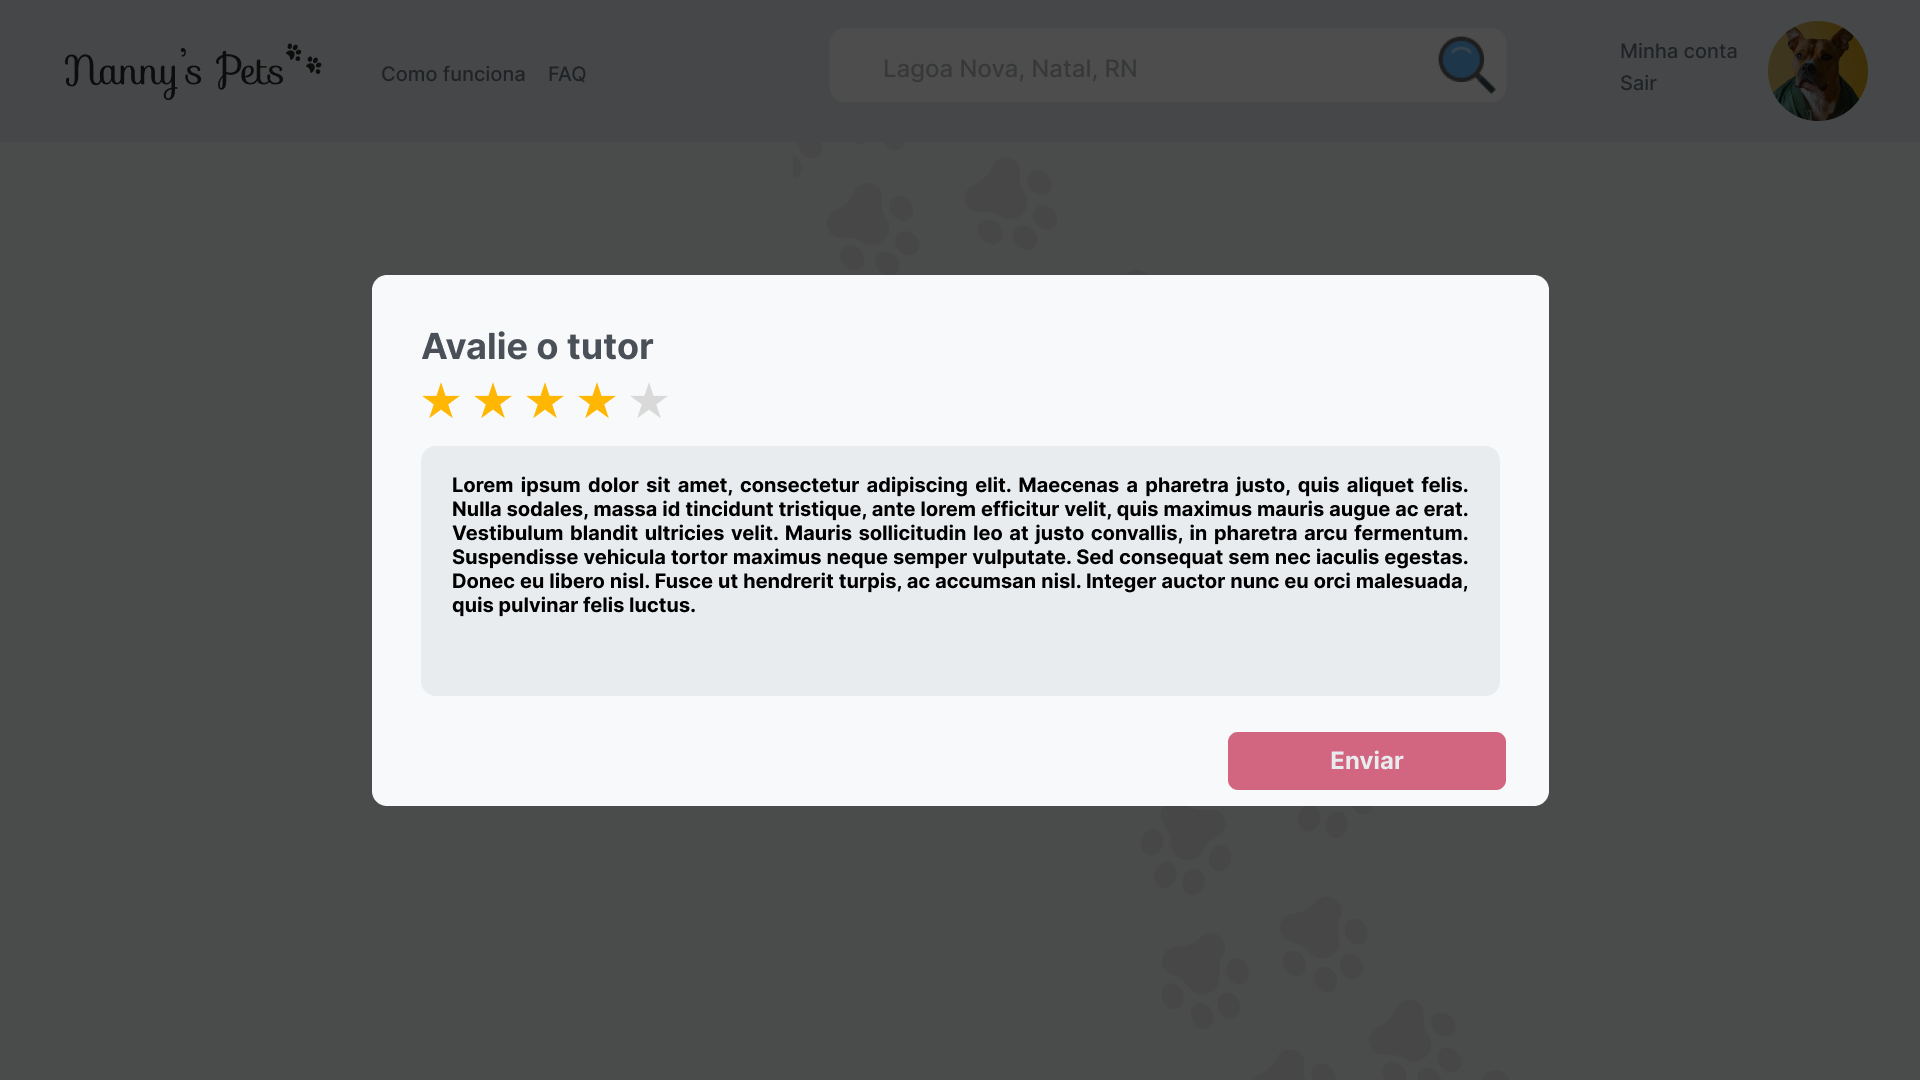 Nanny's Pets
Como funciona
FAQ
Lagoa Nova, Natal, RN
Minha conta
Sair
Avalie o tutor
Lorem ipsum dolor sit amet, consectetur adipiscing elit. Maecenas a pharetra justo, quis aliquet felis.
Nulla sodales, massa id tincidunt tristique, ante lorem efficitur velit, quis maximus mauris augue ac erat.
Vestibulum blandit ultricies velit. Mauris sollicitudin leo at justo convallis, in pharetra arcu fermentum.
Suspendisse vehicula tortor maximus neque semper vulputate. Sed consequat sem nec iaculis egestas.
Donec eu libero nisl. Fusce ut hendrerit turpis, ac accumsan nisl. Integer auctor nunc eu orci malesuada,
quis pulvinar felis luctus.
Enviar